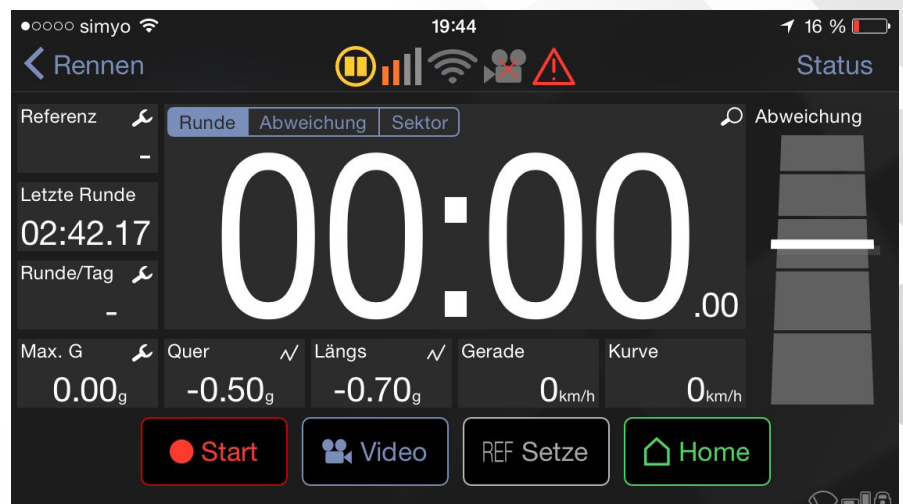 simyo 19:44 16 %
Rennen Status
Referenz
-
Letzte Runde
02:42.17
Runde/Tag
-
Runde Abweichung Sektor
00:00.00
Abweichung
Max. G
0.00g
Quer
-0.50g
Längs
-0.70g
Gerade
0km/h
Kurve
0km/h
Start
Video
REF Setze
Home